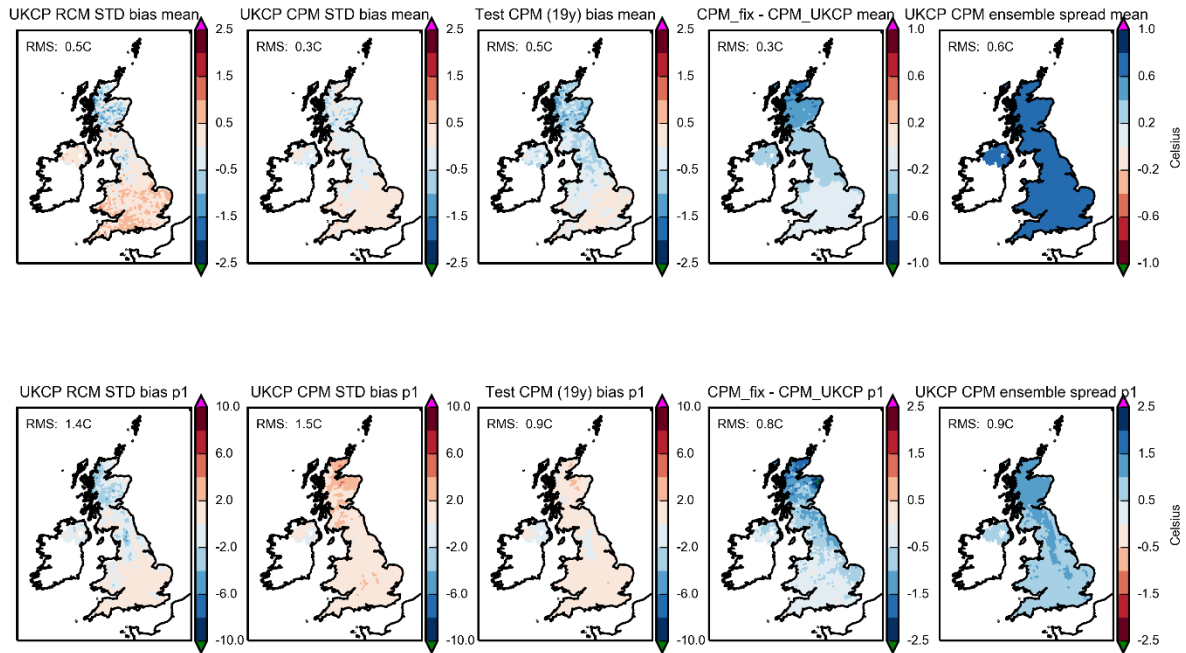 UKCP RCM STD bias mean
RMS: 0.5C
2.5
1.5
0.5
-0.5
-1.5
-2.5
UKCP CPM STD bias mean
RMS: 0.3C
2.5
1.5
0.5
-0.5
-1.5
-2.5
Test CPM (19y) bias mean
RMS: 0.5C
2.5
1.5
0.5
-0.5
-1.5
-2.5
CPM_fix - CPM_UKCP mean
RMS: 0.3C
1.0
0.6
0.2
-0.2
-0.6
-1.0
UKCP CPM ensemble spread mean
RMS: 0.6C
1.0
0.6
0.2
-0.2
-0.6
-1.0
Celsius
UKCP RCM STD bias p1
RMS: 1.4C
10.0
6.0
2.0
-2.0
-6.0
-10.0
UKCP CPM STD bias p1
RMS: 1.5C
10.0
6.0
2.0
-2.0
-6.0
-10.0
Test CPM (19y) bias p1
RMS: 0.9C
10.0
6.0
2.0
-2.0
-6.0
-10.0
CPM_fix - CPM_UKCP p1
RMS: 0.8C
2.5
1.5
0.5
-0.5
-1.5
-2.5
UKCP CPM ensemble spread p1
RMS: 0.9C
2.5
1.5
0.5
-0.5
-1.5
-2.5
Celsius